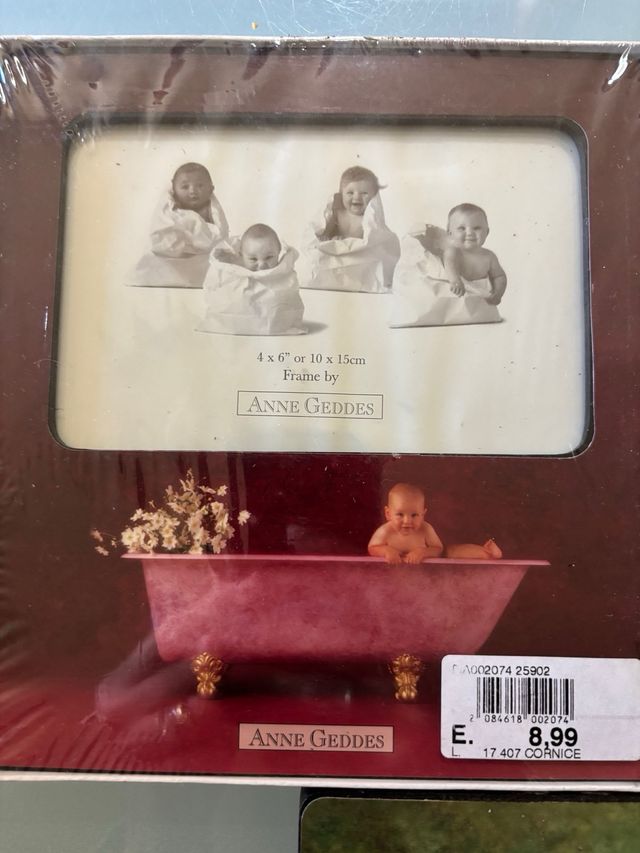 4 x 6" or 10 x 15cm
Frame by
ANNE GEDDES
ANNE GEDDES
002074 25902
2 084618 002074
E. 8,99
L. 17 407 CORNICE